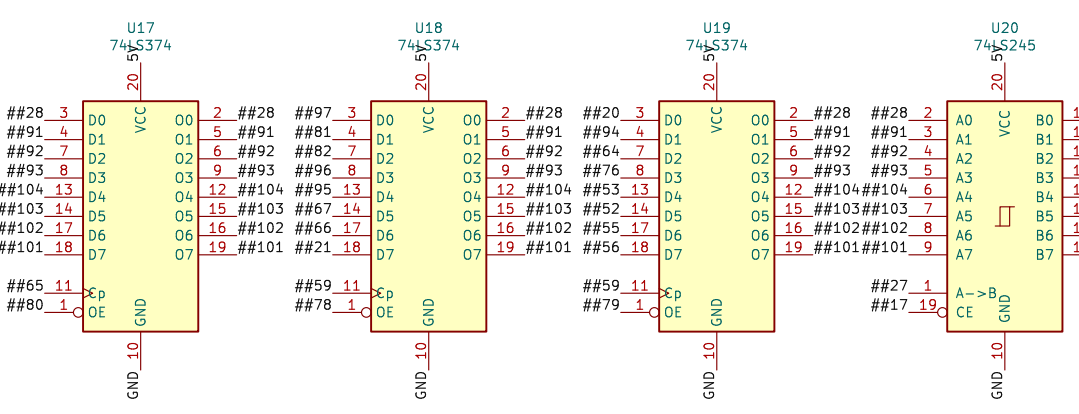 U17 U18 U19 U20
74LS374 74LS374 74LS374 74LS245
5V 5V 5V 5V
20 20 20 20
VCC VCC VCC VCC
##28 3 D0 O0 2 ##28 ##97 3 D0 O0 2 ##28 ##20 3 D0 O0 2 ##28 ##28 2 A0 B0 1
##91 4 D1 O1 5 ##91 ##81 4 D1 O1 5 ##91 ##94 4 D1 O1 5 ##91 ##91 3 A1 B1 1
##92 7 D2 O2 6 ##92 ##82 7 D2 O2 6 ##92 ##64 7 D2 O2 6 ##92 ##92 4 A2 B2 1
##93 8 D3 O3 9 ##93 ##96 8 D3 O3 9 ##93 ##76 8 D3 O3 9 ##93 ##93 5 A3 B3 1
##104 13 D4 O4 12 ##104 ##95 13 D4 O4 12 ##104 ##53 13 D4 O4 12 ##104 ##104 6 A4 B4 1
##103 14 D5 O5 15 ##103 ##67 14 D5 O5 15 ##103 ##52 14 D5 O5 15 ##103 ##103 7 A5 B5 1
##102 17 D6 O6 16 ##102 ##66 17 D6 O6 16 ##102 ##55 17 D6 O6 16 ##102 ##102 8 A6 B6 1
##101 18 D7 O7 19 ##101 ##21 18 D7 O7 19 ##101 ##56 18 D7 O7 19 ##101 ##101 9 A7 B7 1
##65 11 Cp ##59 11 Cp ##59 11 Cp ##27 1 A->B
##80 1 OE ##78 1 OE ##79 1 OE ##17 19 CE
GND GND GND GND
10 10 10 10
GND GND GND GND